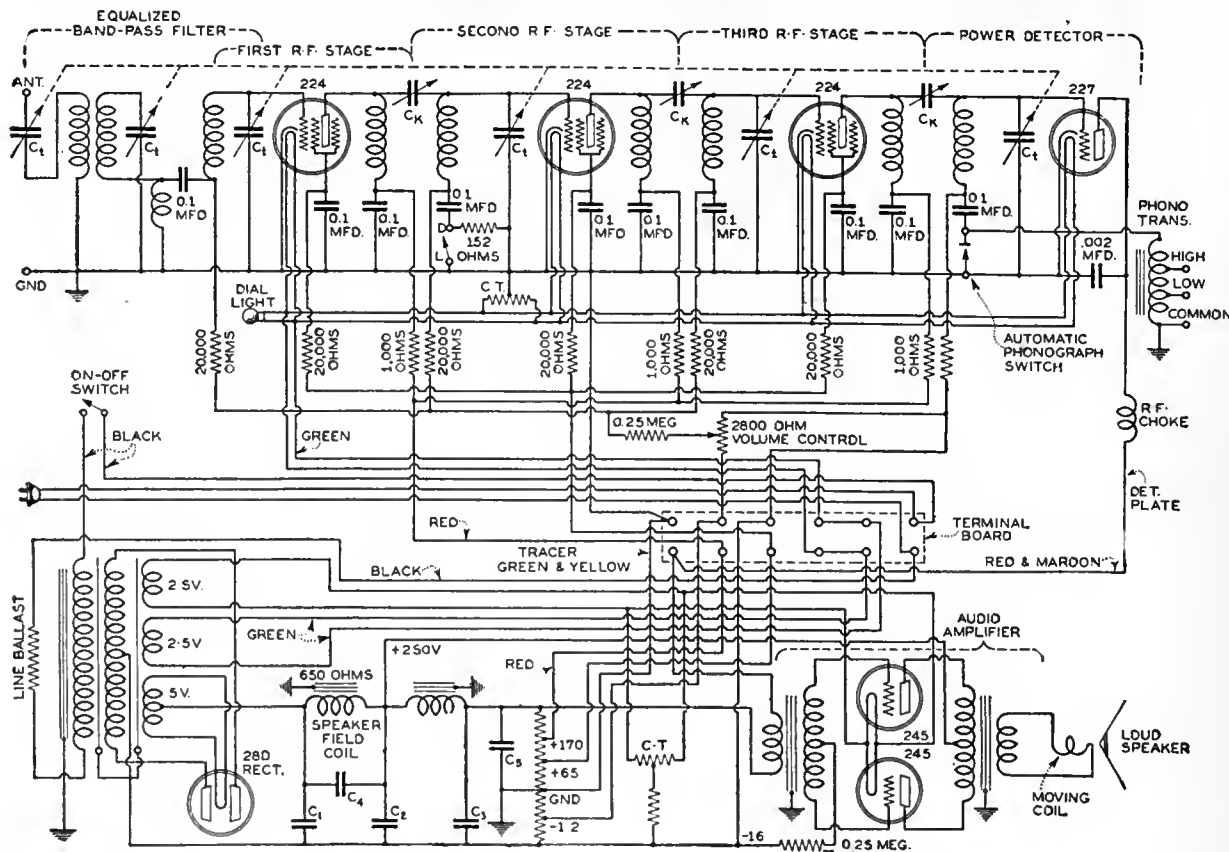 EQUALIZED
BAND-PASS FILTER
FIRST R.F. STAGE
SECOND R.F. STAGE
THIRD R.F. STAGE
POWER DETECTOR
ANT.
224
224
224
227
CK
CK
CK
Ct
Ct
Ct
Ct
Ct
Ct
0.1
MFD
0.1
MFD.
0.1
MFD.
0.1
MFD
152
OHMS
D
L
0.1
MFD
0.1
MFD.
0.1
MFD.
0.1
MFD.
0.1
MFD.
0.1
MFD.
.002
MFD.
PHONO
TRANS.
HIGH
LOW
COMMON
GND
DIAL
LIGHT
C.T.
20,000
OHMS
20,000
OHMS
1,000
OHMS
20,000
OHMS
20,000
OHMS
1,000
OHMS
20,000
OHMS
20,000
OHMS
1,000
OHMS
AUTOMATIC
PHONOGRAPH
SWITCH
ON-OFF
SWITCH
BLACK
GREEN
0.25 MEG
2800 OHM
VOLUME CONTROL
R.F.
CHOKE
DET.
PLATE
RED
TRACER
GREEN & YELLOW
BLACK
TERMINAL
BOARD
RED & MAROON
LINE BALLAST
2.5V.
2.5V
5V.
GREEN
+250V
RED
650 OHMS
SPEAKER
FIELD
COIL
280
RECT.
C1
C4
C2
C3
C5
+170
+65
GND
-1.2
C.T
-16
0.25 MEG.
AUDIO
AMPLIFIER
245
245
LOUD
SPEAKER
MOVING
COIL